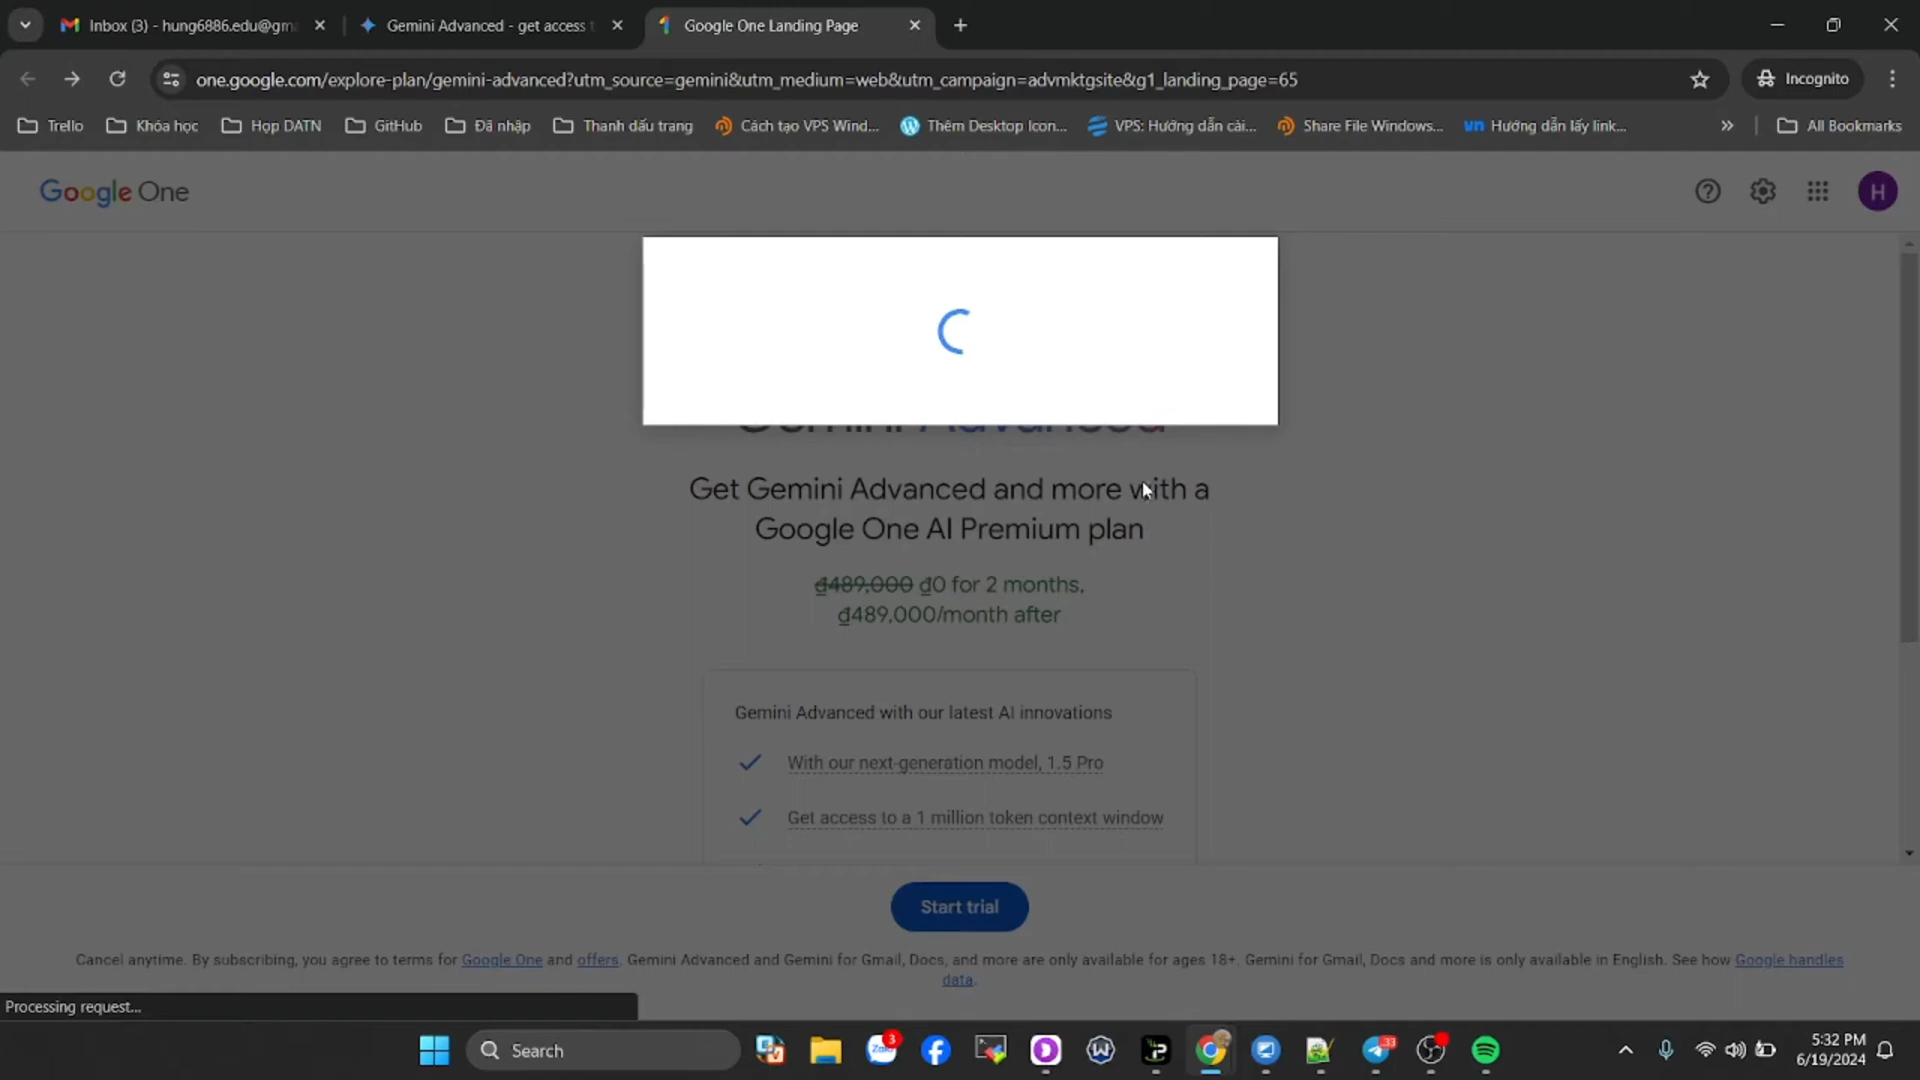 Inbox (3) - hung6886.edu@gm
Gemini Advanced - get access t
Google One Landing Page
one.google.com/explore-plan/gemini-advanced?utm_source=gemini&utm_medium=web&utm_campaign=advmktgsite&g1_landing_page=65
Incognito
Trello
Khóa học
Họp DATN
GitHub
Đã nhập
Thanh dấu trang
Cách tạo VPS Wind...
Thêm Desktop Icon...
VPS: Hướng dẫn cài...
Share File Windows...
vn Hướng dẫn lấy link...
All Bookmarks
Google One
H
Gemini Advanced
Get Gemini Advanced and more with a
Google One AI Premium plan
₫489,000 ₫0 for 2 months,
₫489,000/month after
Gemini Advanced with our latest AI innovations
With our next-generation model, 1.5 Pro
Get access to a 1 million token context window
Start trial
Cancel anytime. By subscribing, you agree to terms for Google One and offers. Gemini Advanced and Gemini for Gmail, Docs, and more are only available for ages 18+. Gemini for Gmail, Docs and more is only available in English. See how Google handles
data.
Processing request...
Search
Zalo
3
33
5:32 PM
6/19/2024